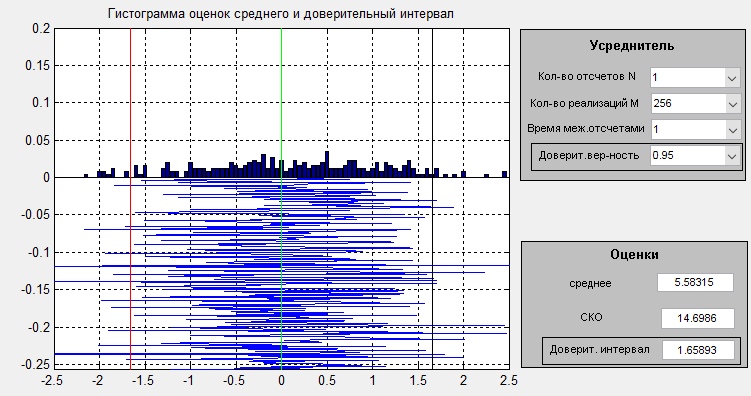 Гистограмма оценок среднего и доверительный интервал
0.2
0.15
0.1
0.05
0
-0.05
-0.1
-0.15
-0.2
-0.25
-2.5 -2 -1.5 -1 -0.5 0 0.5 1 1.5 2 2.5
Усреднитель
Кол-во отсчетов N 1
Кол-во реализаций M 256
Время меж.отсчетами 1
Доверит.вер-ность 0.95
Оценки
среднее 5.58315
СКО 14.6986
Доверит. интервал 1.65893